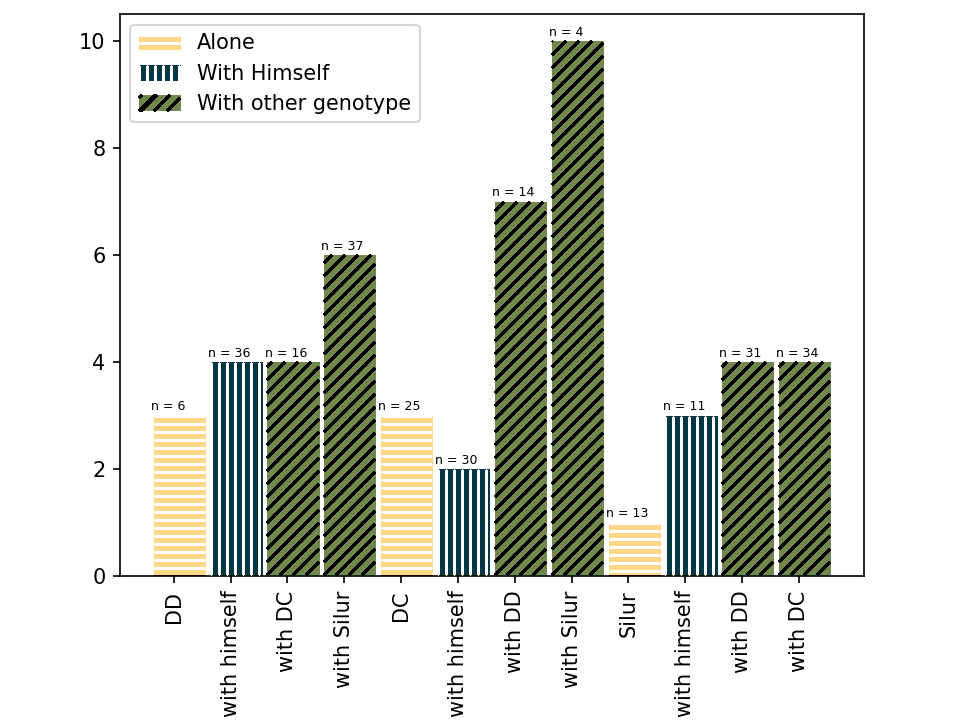 Alone
With Himself
With other genotype
10
8
6
4
2
0
n = 6
n = 36
n = 16
n = 37
n = 25
n = 30
n = 14
n = 4
n = 13
n = 11
n = 31
n = 34
DD
with himself
with DC
with Silur
DC
with himself
with DD
with Silur
Silur
with himself
with DD
with DC